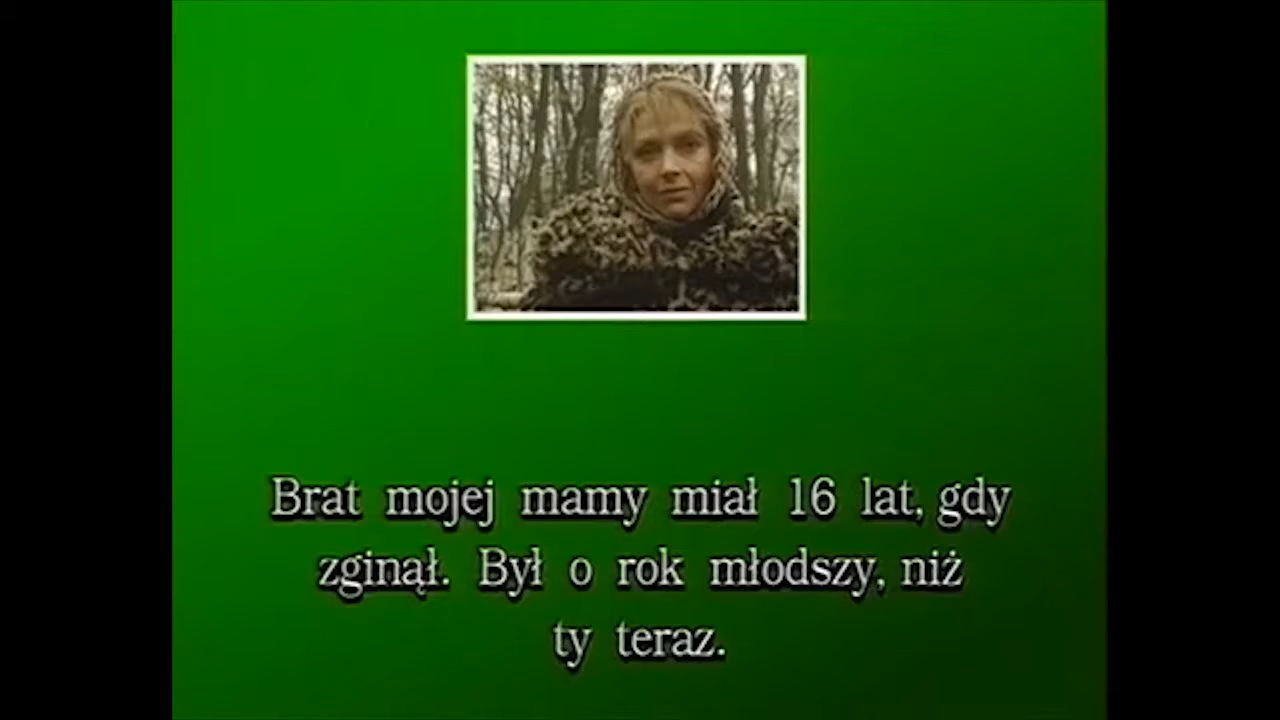 Brat mojej mamy miał 16 lat, gdy
zginął. Był o rok młodszy, niż
ty teraz.